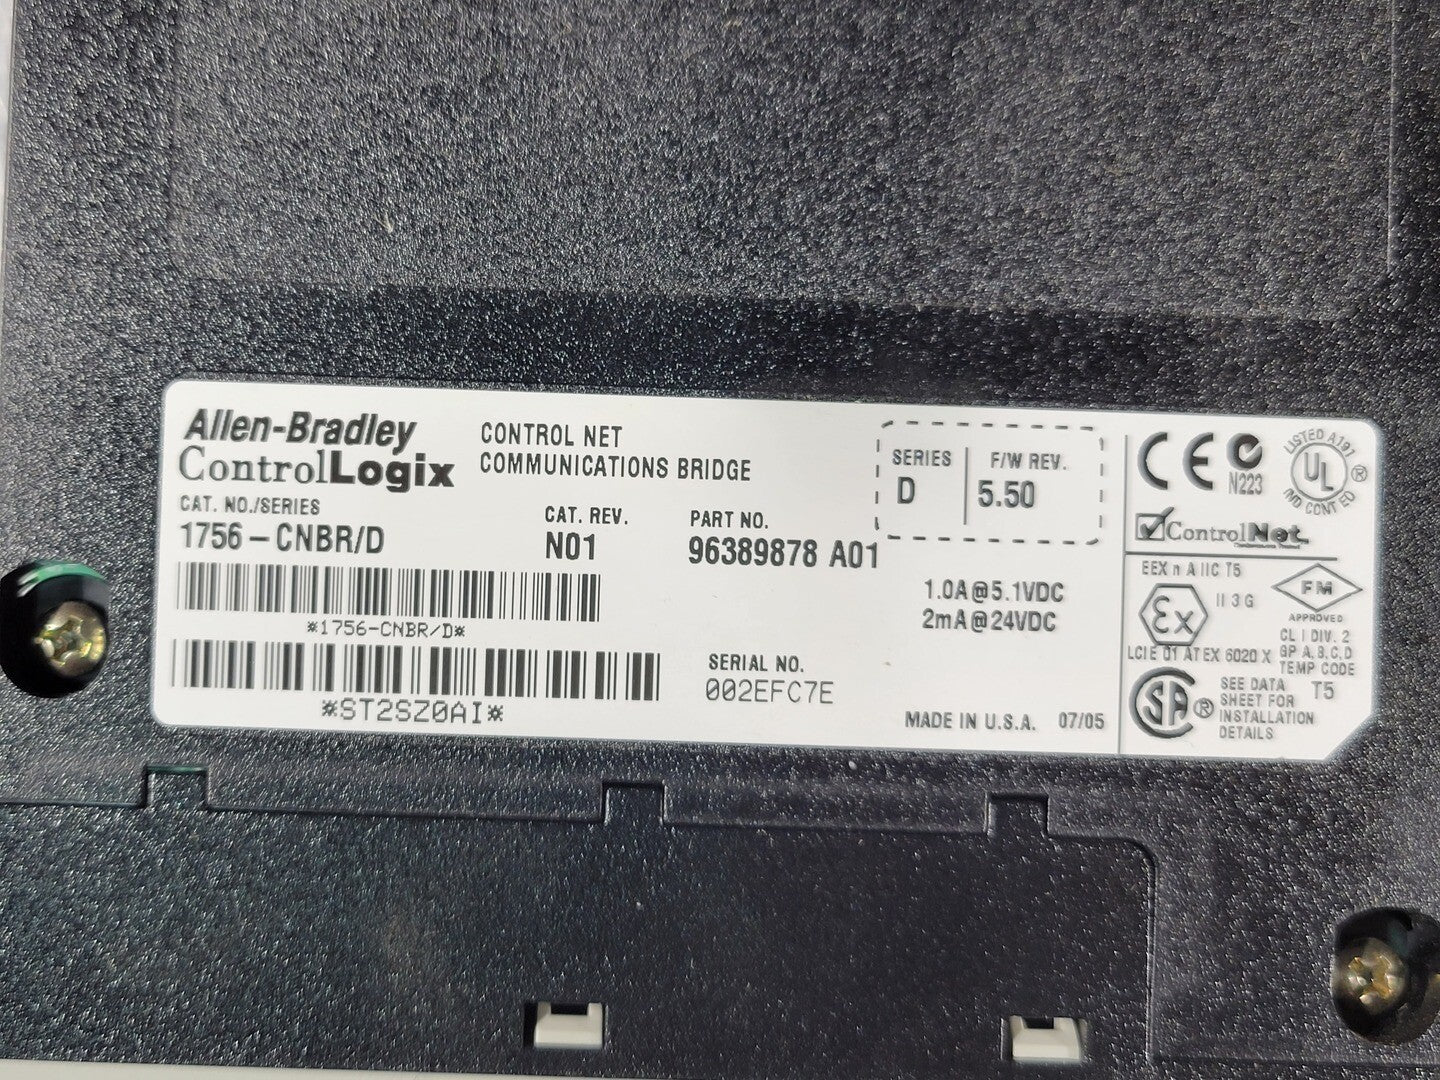 Allen-Bradley
ControlLogix
CONTROL NET
COMMUNICATIONS BRIDGE
SERIES
D
F/W REV.
5.50
CAT. NO./SERIES
1756-CNBR/D
CAT. REV.
N01
PART NO.
96389878 A01
*1756-CNBR/D*
1.0A@5.1VDC
2mA@24VDC
*ST2SZ0AI*
SERIAL NO.
002EFC7E
MADE IN U.S.A. 07/05
CE
N223
LISTED A197
UL
®
IND CONT EQ
ControlNet
EEX n A IIC T5
Ex
II 3 G
LCIE 01 ATEX 6020 X
FM
APPROVED
CL I DIV. 2
GP A,B,C,D
TEMP CODE
T5
SA®
SEE DATA
SHEET FOR
INSTALLATION
DETAILS